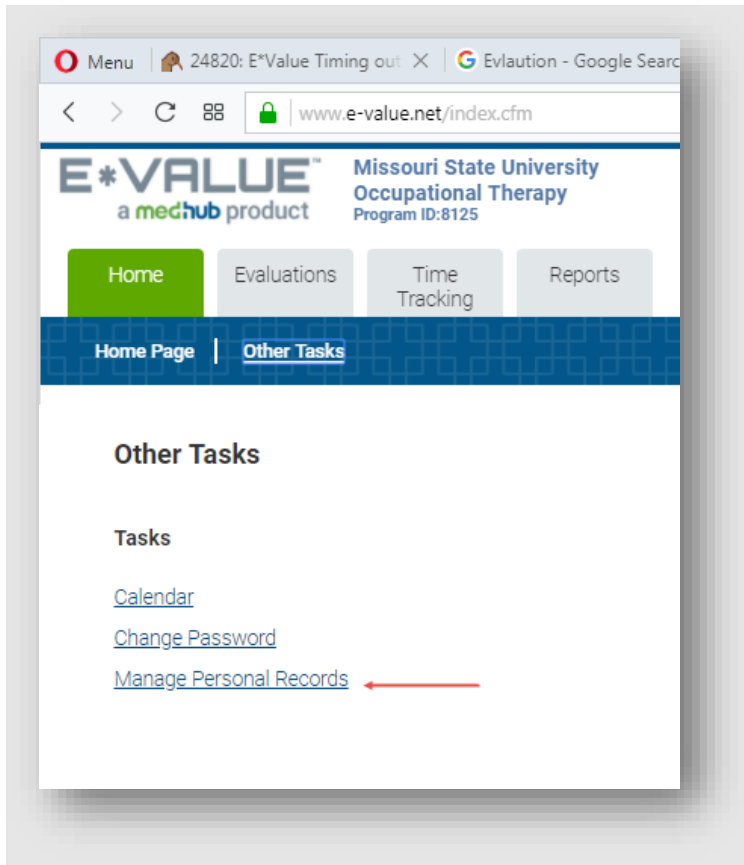 Menu 24820: E*Value Timing out Evlaution - Google Searc
www.e-value.net/index.cfm
E*VALUE™ Missouri State University
Occupational Therapy
a medhub product Program ID:8125
Home Evaluations Time Tracking Reports
Home Page Other Tasks
Other Tasks
Tasks
Calendar
Change Password
Manage Personal Records